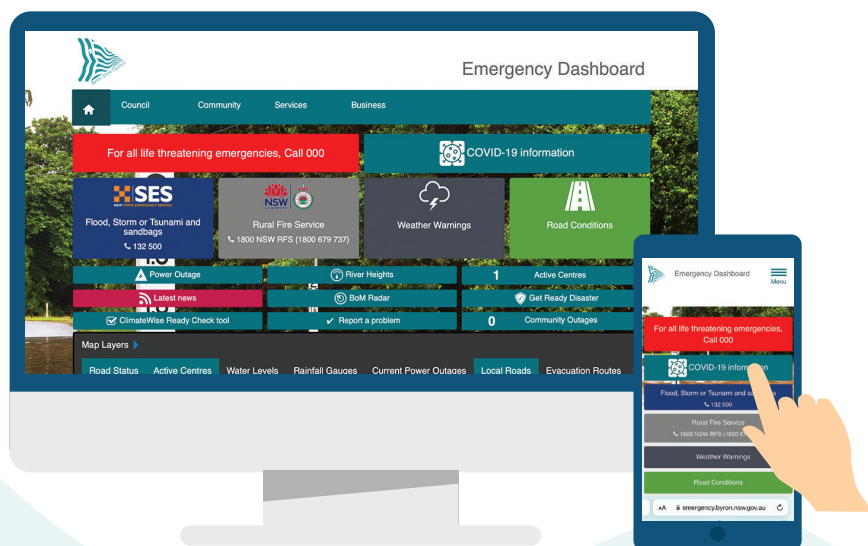 Emergency Dashboard
Council Community Services Business
For all life threatening emergencies, Call 000
COVID-19 information
SES
NSW STATE EMERGENCY SERVICE
Flood, Storm or Tsunami and
sandbags
132 500
NSW
Rural Fire Service
1800 NSW RFS (1800 679 737)
Weather Warnings
Road Conditions
Power Outage
River Heights
1 Active Centres
Latest news
BoM Radar
Get Ready Disaster
ClimateWise Ready Check tool
Report a problem
0 Community Outages
Map Layers
Road Status Active Centres Water Levels Rainfall Gauges Current Power Outages Local Roads Evacuation Routes
Emergency Dashboard
Menu
For all life threatening emergencies,
Call 000
COVID-19 information
Flood, Storm or Tsunami and
132 500
Rural Fire Service
1800 NSW RFS (1800
Weather Warnings
Road Conditions
AA emergency.byron.nsw.gov.au